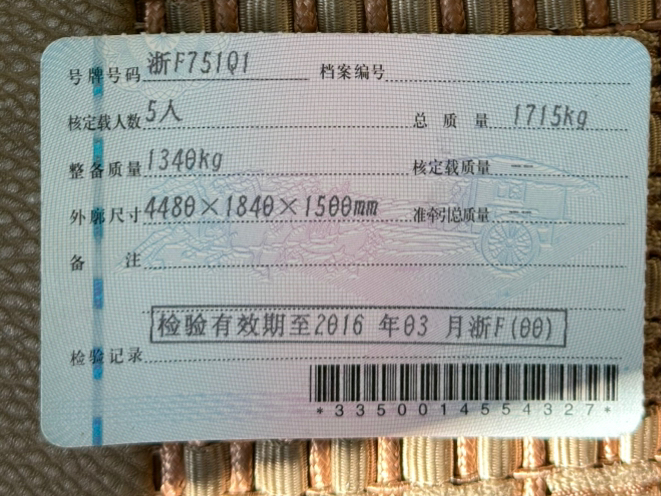 号牌号码 浙F751Q1 档案编号
核定载人数 5人 总质量 1715kg
整备质量 1340kg 核定载质量 --
外廓尺寸 4480×1840×1500mm 准牵引总质量 --
备注
检验有效期至2016 年03 月浙F(00)
检验记录
*3350014554327*